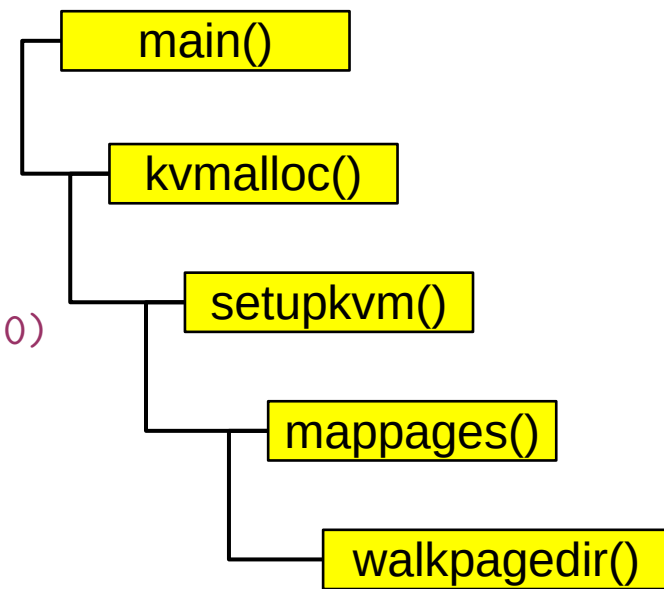 main()
kvmalloc()
setupkvm()
0)
mappages()
walkpagedir()